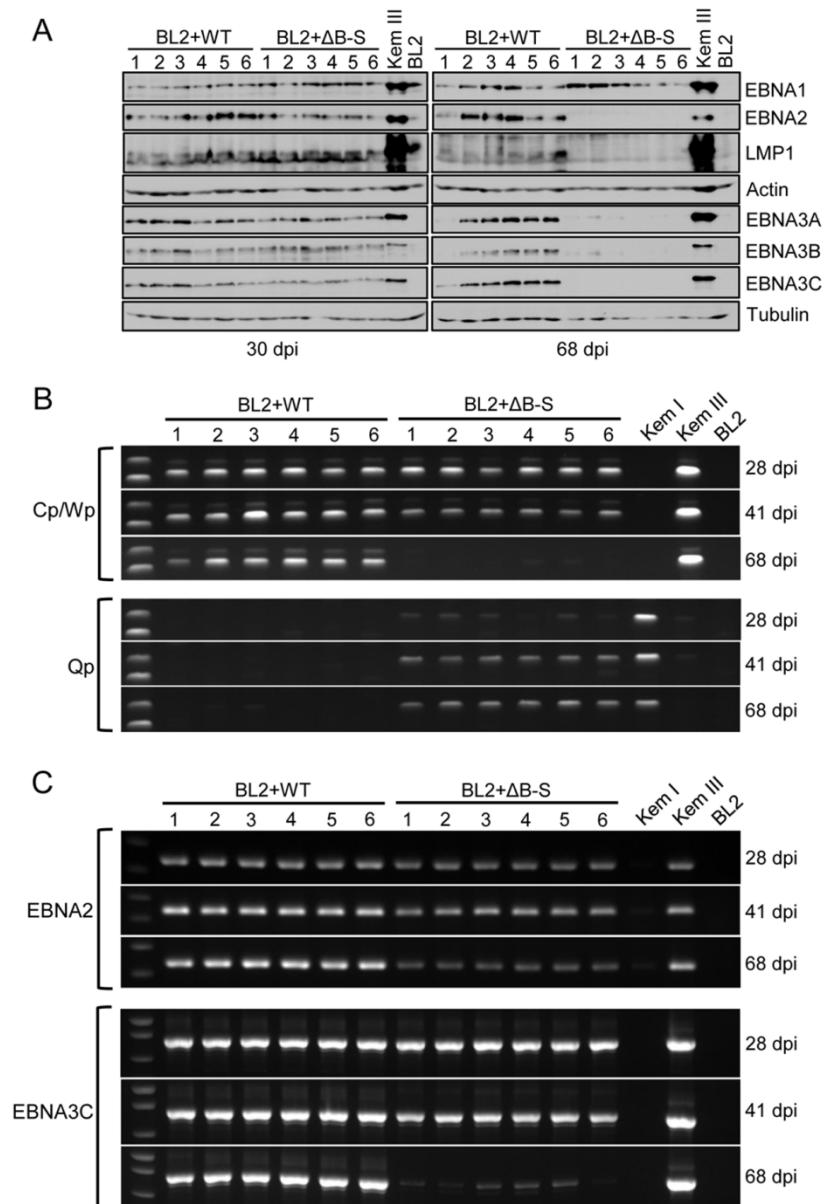 A
BL2+WT BL2+ΔB-S Kem III BL2 BL2+WT BL2+ΔB-S Kem III BL2
1 2 3 4 5 6 1 2 3 4 5 6 1 2 3 4 5 6 1 2 3 4 5 6
EBNA1
EBNA2
LMP1
Actin
EBNA3A
EBNA3B
EBNA3C
Tubulin
30 dpi 68 dpi
B
BL2+WT BL2+ΔB-S Kem I Kem III BL2
1 2 3 4 5 6 1 2 3 4 5 6
Cp/Wp
28 dpi
41 dpi
68 dpi
Qp
28 dpi
41 dpi
68 dpi
C
BL2+WT BL2+ΔB-S Kem I Kem III BL2
1 2 3 4 5 6 1 2 3 4 5 6
EBNA2
28 dpi
41 dpi
68 dpi
EBNA3C
28 dpi
41 dpi
68 dpi